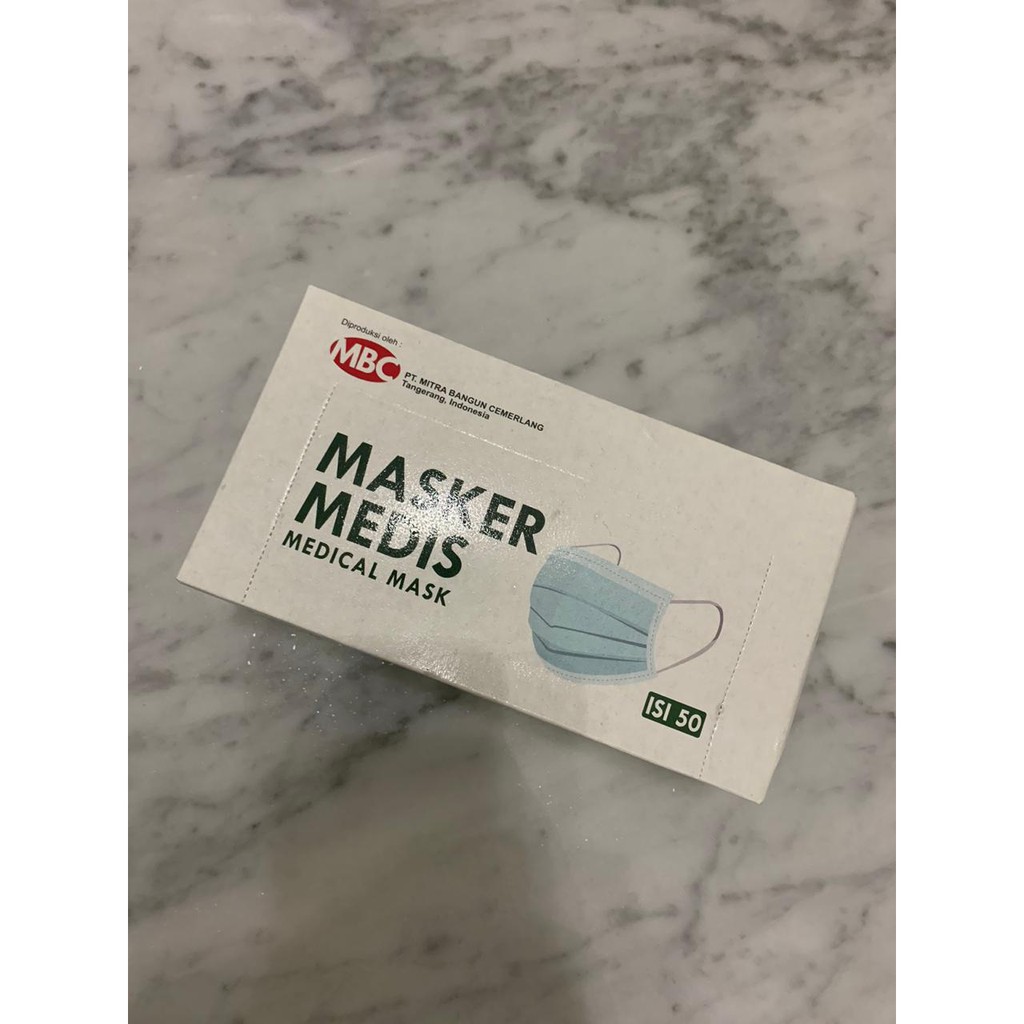 Diproduksi oleh :
MBC
PT. MITRA BANGUN CEMERLANG
Tangerang, Indonesia
MASKER
MEDIS
MEDICAL MASK
ISI 50